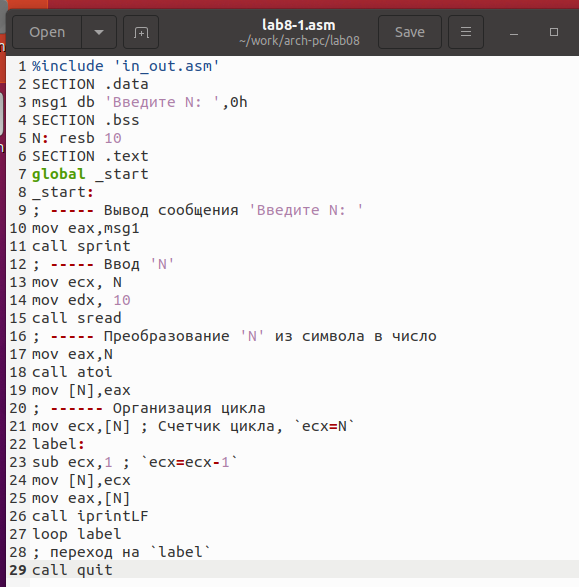 lab8-1.asm
Open
Save
~/work/arch-pc/lab08
1 %include 'in_out.asm'
2 SECTION .data
3 msg1 db 'Введите N: ',0h
4 SECTION .bss
5 N: resb 10
6 SECTION .text
7 global _start
8 _start:
9 ; ----- Вывод сообщения 'Введите N: '
10 mov eax,msg1
11 call sprint
12 ; ----- Ввод 'N'
13 mov ecx, N
14 mov edx, 10
15 call sread
16 ; ----- Преобразование 'N' из символа в число
17 mov eax,N
18 call atoi
19 mov [N],eax
20 ; ------ Организация цикла
21 mov ecx,[N] ; Счетчик цикла, `ecx=N`
22 label:
23 sub ecx,1 ; `ecx=ecx-1`
24 mov [N],ecx
25 mov eax,[N]
26 call iprintLF
27 loop label
28 ; переход на `label`
29 call quit